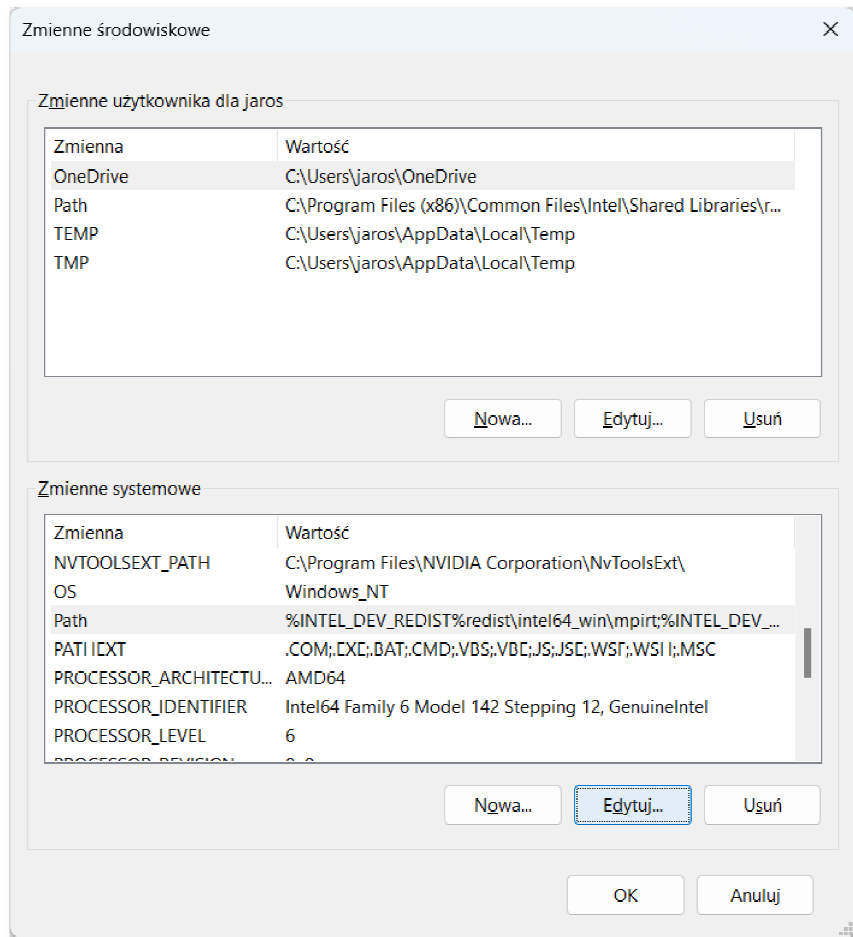 Zmienne środowiskowe
Zmienne użytkownika dla jaros
Zmienna Wartość
OneDrive C:\Users\jaros\OneDrive
Path C:\Program Files (x86)\Common Files\Intel\Shared Libraries\r...
TEMP C:\Users\jaros\AppData\Local\Temp
TMP C:\Users\jaros\AppData\Local\Temp
Nowa... Edytuj... Usuń
Zmienne systemowe
Zmienna Wartość
NVTOOLSEXT_PATH C:\Program Files\NVIDIA Corporation\NvToolsExt\
OS Windows_NT
Path %INTEL_DEV_REDIST%redist\intel64_win\mpirt;%INTEL_DEV_...
PATHEXT .COM;.EXE;.BAT;.CMD;.VBS;.VBE;.JS;.JSE;.WSF;.WSH;.MSC
PROCESSOR_ARCHITECTU... AMD64
PROCESSOR_IDENTIFIER Intel64 Family 6 Model 142 Stepping 12, GenuineIntel
PROCESSOR_LEVEL 6
Nowa... Edytuj... Usuń
OK Anuluj